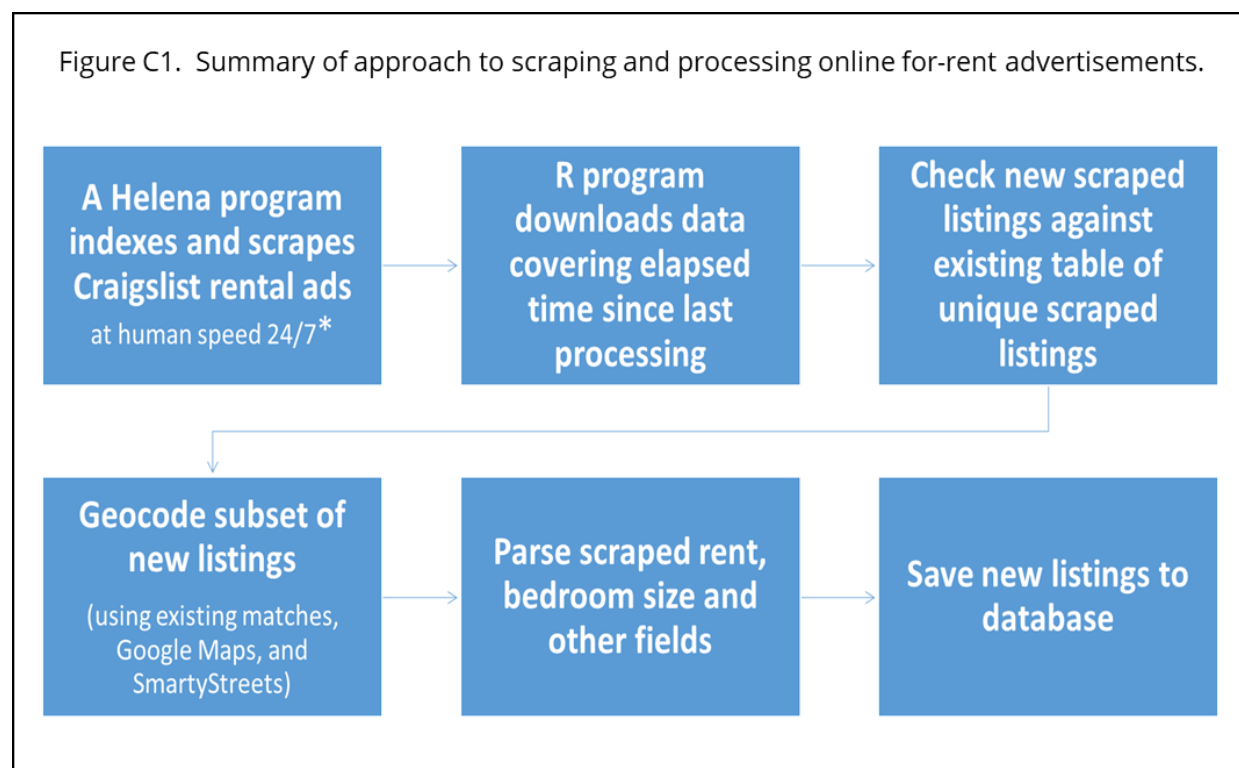 Figure C1.  Summary of approach to scraping and processing online for-rent advertisements.
A Helena program
indexes and scrapes
Craigslist rental ads
at human speed 24/7*
R program
downloads data
covering elapsed
time since last
processing
Check new scraped
listings against
existing table of
unique scraped
listings
Geocode subset of
new listings
(using existing matches,
Google Maps, and
SmartyStreets)
Parse scraped rent,
bedroom size and
other fields
Save new listings to
database